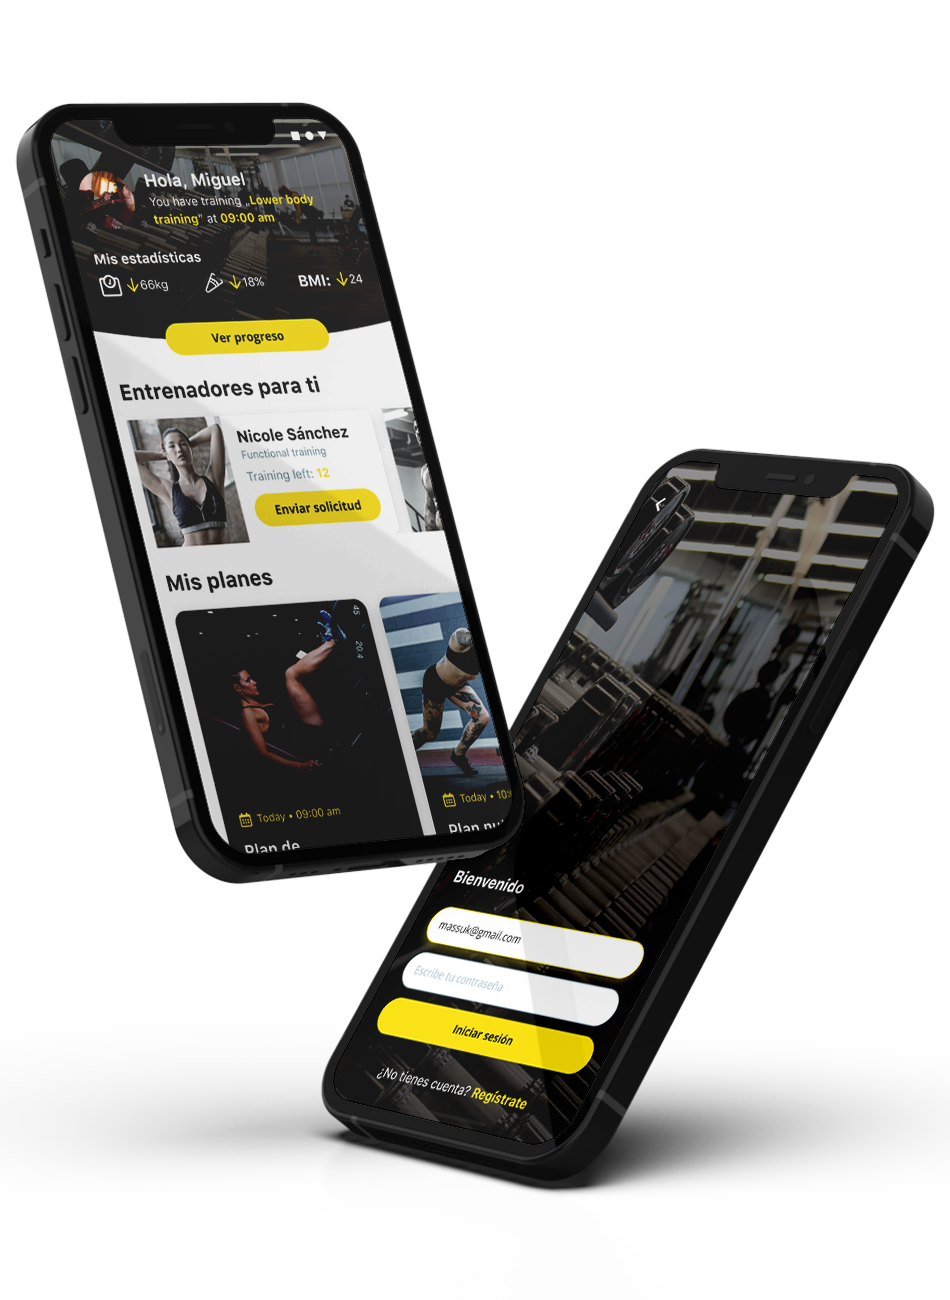 Hola, Miguel
You have training „Lower body
training" at 09:00 am
Mis estadísticas
66kg
18%
BMI: 24
Ver progreso
Entrenadores para ti
Nicole Sánchez
Functional training
Training left: 12
Enviar solicitud
Mis planes
45
20.4
Today • 09:00 am
Plan de
Today • 10:
Plan nu
Bienvenido
massuk@gmail.com
Escribe tu contraseña
Iniciar sesión
¿No tienes cuenta? Regístrate